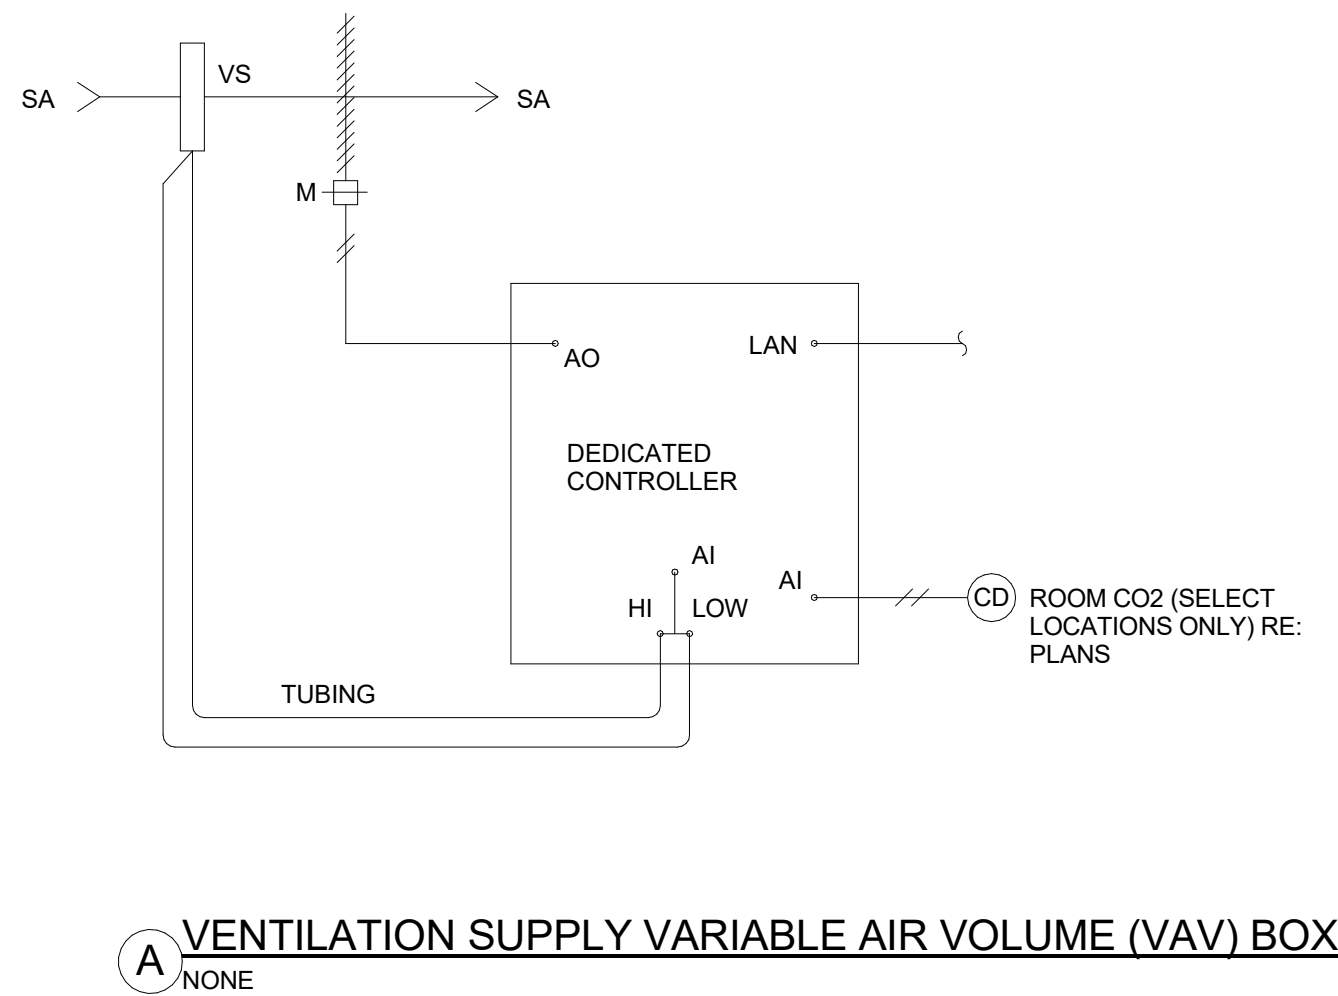 VS
SA
SA
M
AO
LAN
DEDICATED
CONTROLLER
AI
AI
HI
LOW
CD
ROOM CO2 (SELECT
LOCATIONS ONLY) RE:
PLANS
TUBING
A
VENTILATION SUPPLY VARIABLE AIR VOLUME (VAV) BOX
NONE